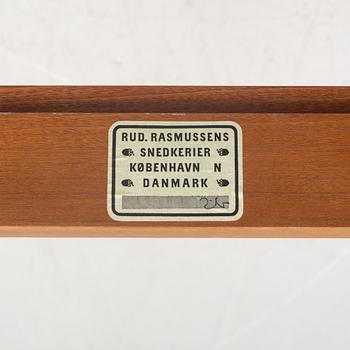 RUD. RASMUSSENS
SNEDKERIER
KØBENHAVN N
DANMARK